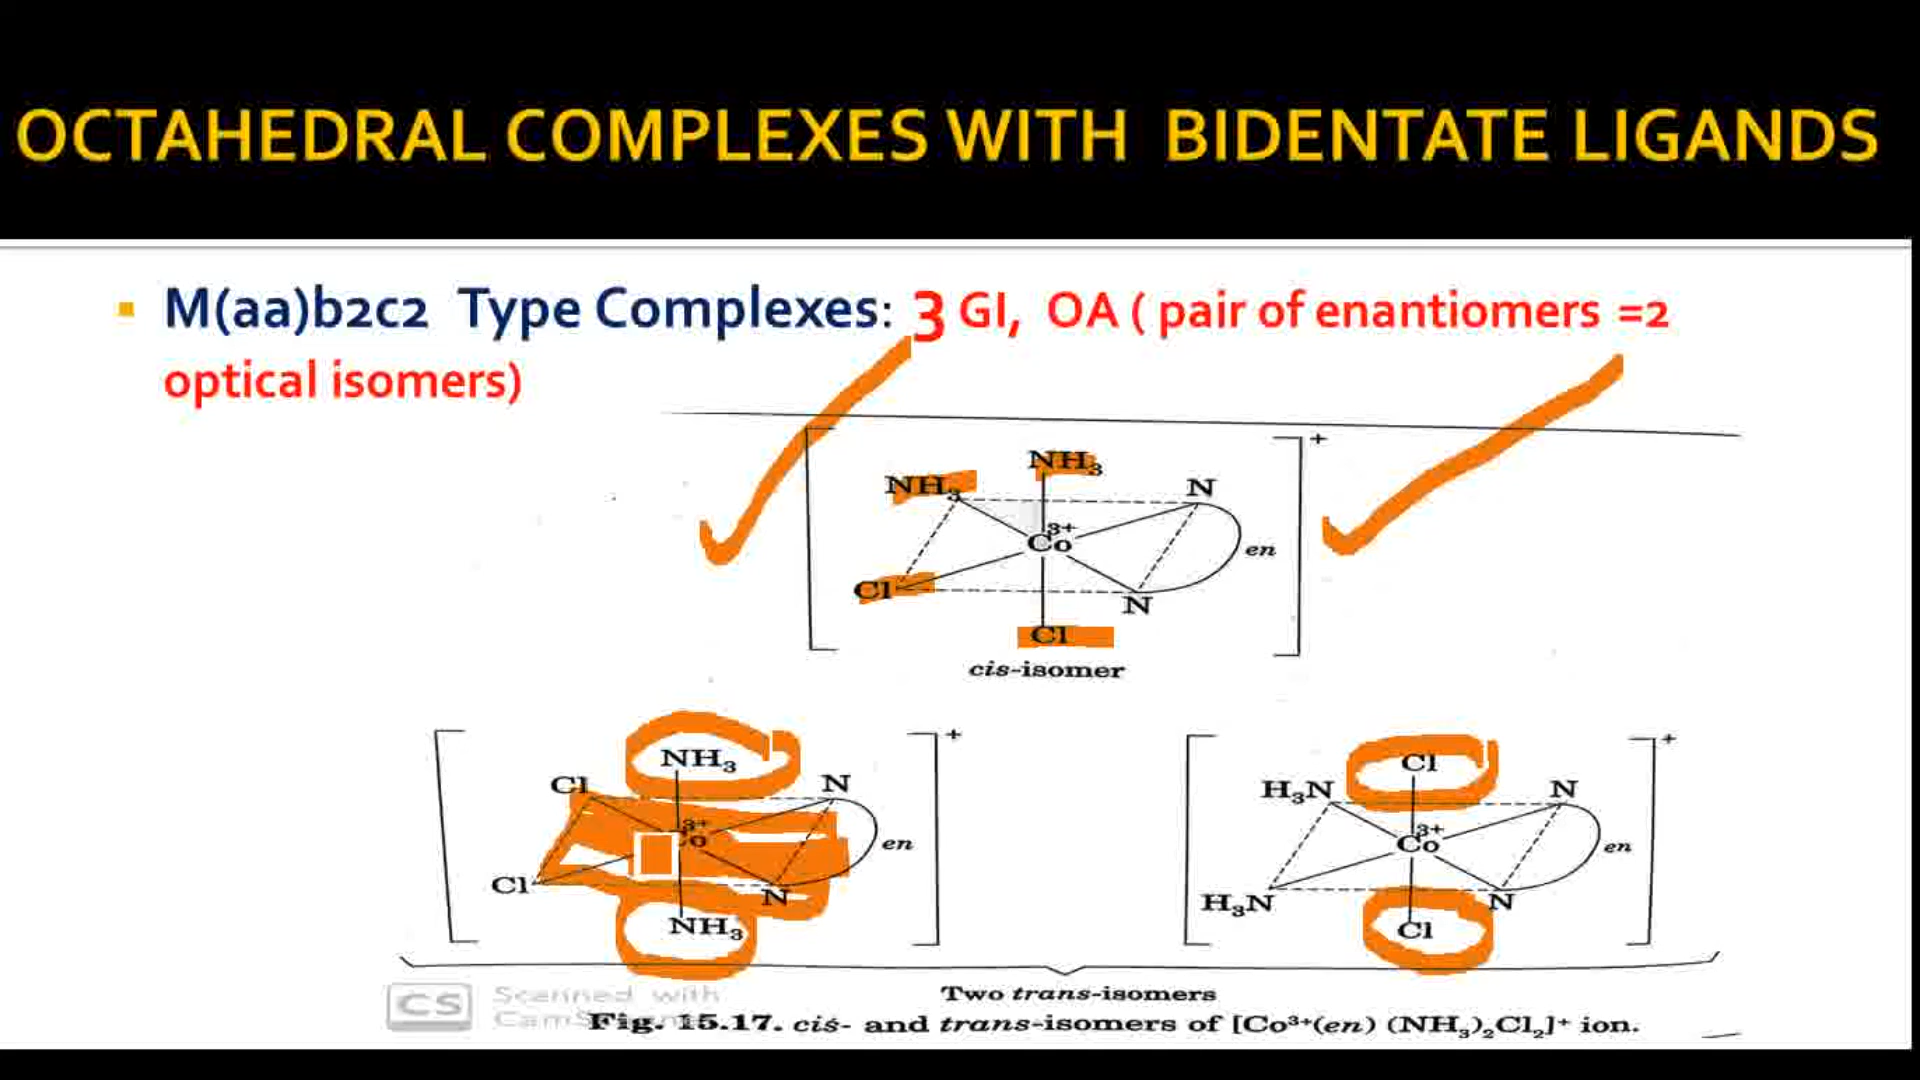 OCTAHEDRAL COMPLEXES WITH BIDENTATE LIGANDS
M(aa)b2c2 Type Complexes: 3 GI, OA ( pair of enantiomers =2
optical isomers)
NH₃
NH₃
N
3+
Co
en
Cl
N
Cl
+
cis-isomer
NH₃
Cl
N
3+
o
en
Cl
N
NH₃
+
Cl
H₃N
N
3+
Co
en
H₃N
N
Cl
+
Two trans-isomers
CS
Scanned with
CamS
Fig. 15.17. cis- and trans-isomers of [Co³⁺(en) (NH₃)₂Cl₂]⁺ ion.